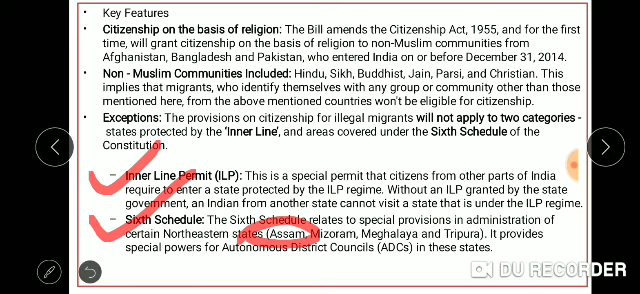 • Key Features
• Citizenship on the basis of religion: The Bill amends the Citizenship Act, 1955, and for the first
time, will grant citizenship on the basis of religion to non-Muslim communities from
Afghanistan, Bangladesh and Pakistan, who entered India on or before December 31, 2014.
• Non - Muslim Communities Included: Hindu, Sikh, Buddhist, Jain, Parsi, and Christian. This
implies that migrants, who identify themselves with any group or community other than those
mentioned here, from the above mentioned countries won't be eligible for citizenship.
• Exceptions: The provisions on citizenship for illegal migrants will not apply to two categories -
states protected by the 'Inner Line', and areas covered under the Sixth Schedule of the
Constitution.
– Inner Line Permit (ILP): This is a special permit that citizens from other parts of India
require to enter a state protected by the ILP regime. Without an ILP granted by the state
government, an Indian from another state cannot visit a state that is under the ILP regime.
– Sixth Schedule: The Sixth Schedule relates to special provisions in administration of
certain Northeastern states (Assam, Mizoram, Meghalaya and Tripura). It provides
special powers for Autonomous District Councils (ADCs) in these states.
DU RECORDER